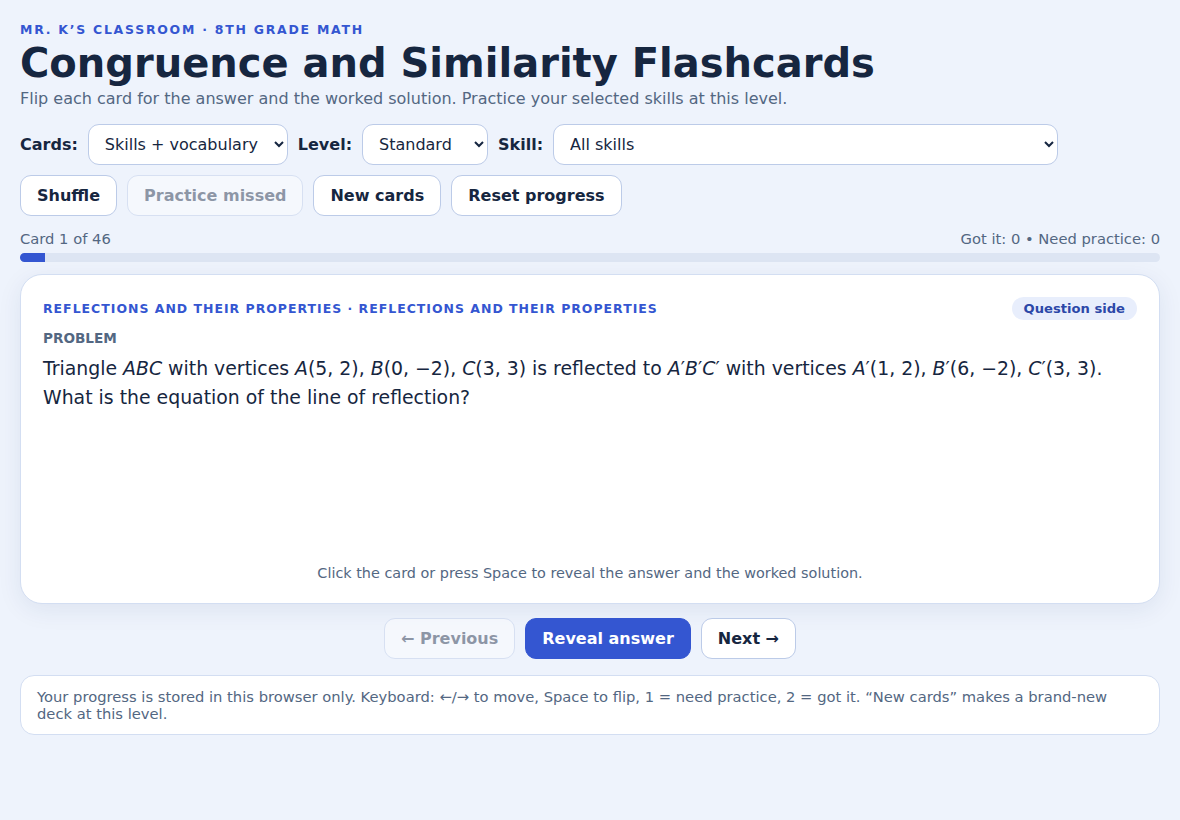 MR. K’S CLASSROOM · 8TH GRADE MATH
Congruence and Similarity Flashcards
Flip each card for the answer and the worked solution. Practice your selected skills at this level.
Cards: Skills + vocabulary Level: Standard Skill: All skills
Shuffle Practice missed New cards Reset progress
Card 1 of 46 Got it: 0 • Need practice: 0
REFLECTIONS AND THEIR PROPERTIES · REFLECTIONS AND THEIR PROPERTIES Question side
PROBLEM
Triangle ABC with vertices A(5, 2), B(0, −2), C(3, 3) is reflected to A′B′C′ with vertices A′(1, 2), B′(6, −2), C′(3, 3).
What is the equation of the line of reflection?
Click the card or press Space to reveal the answer and the worked solution.
← Previous Reveal answer Next →
Your progress is stored in this browser only. Keyboard: ←/→ to move, Space to flip, 1 = need practice, 2 = got it. “New cards” makes a brand-new
deck at this level.